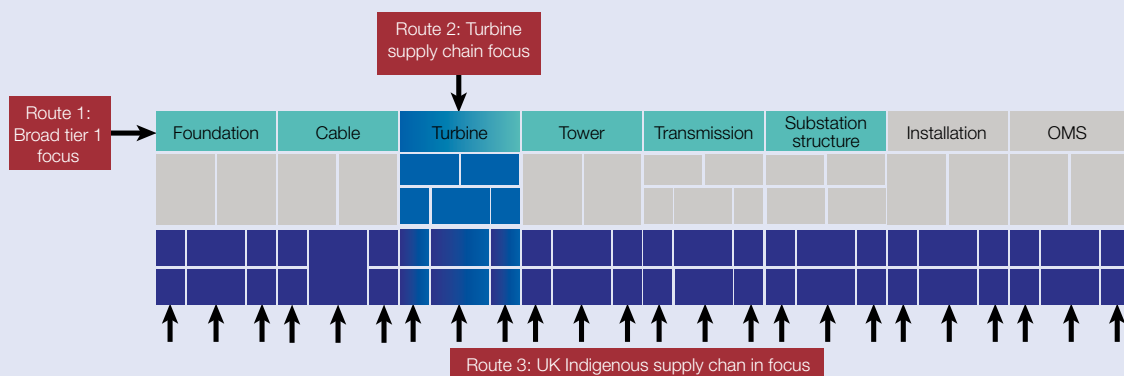 Route 2: Turbine
supply chain focus
Route 1:
Broad tier 1
focus
Foundation
Cable
Turbine
Tower
Transmission
Substation
structure
Installation
OMS
Route 3: UK Indigenous supply chan in focus